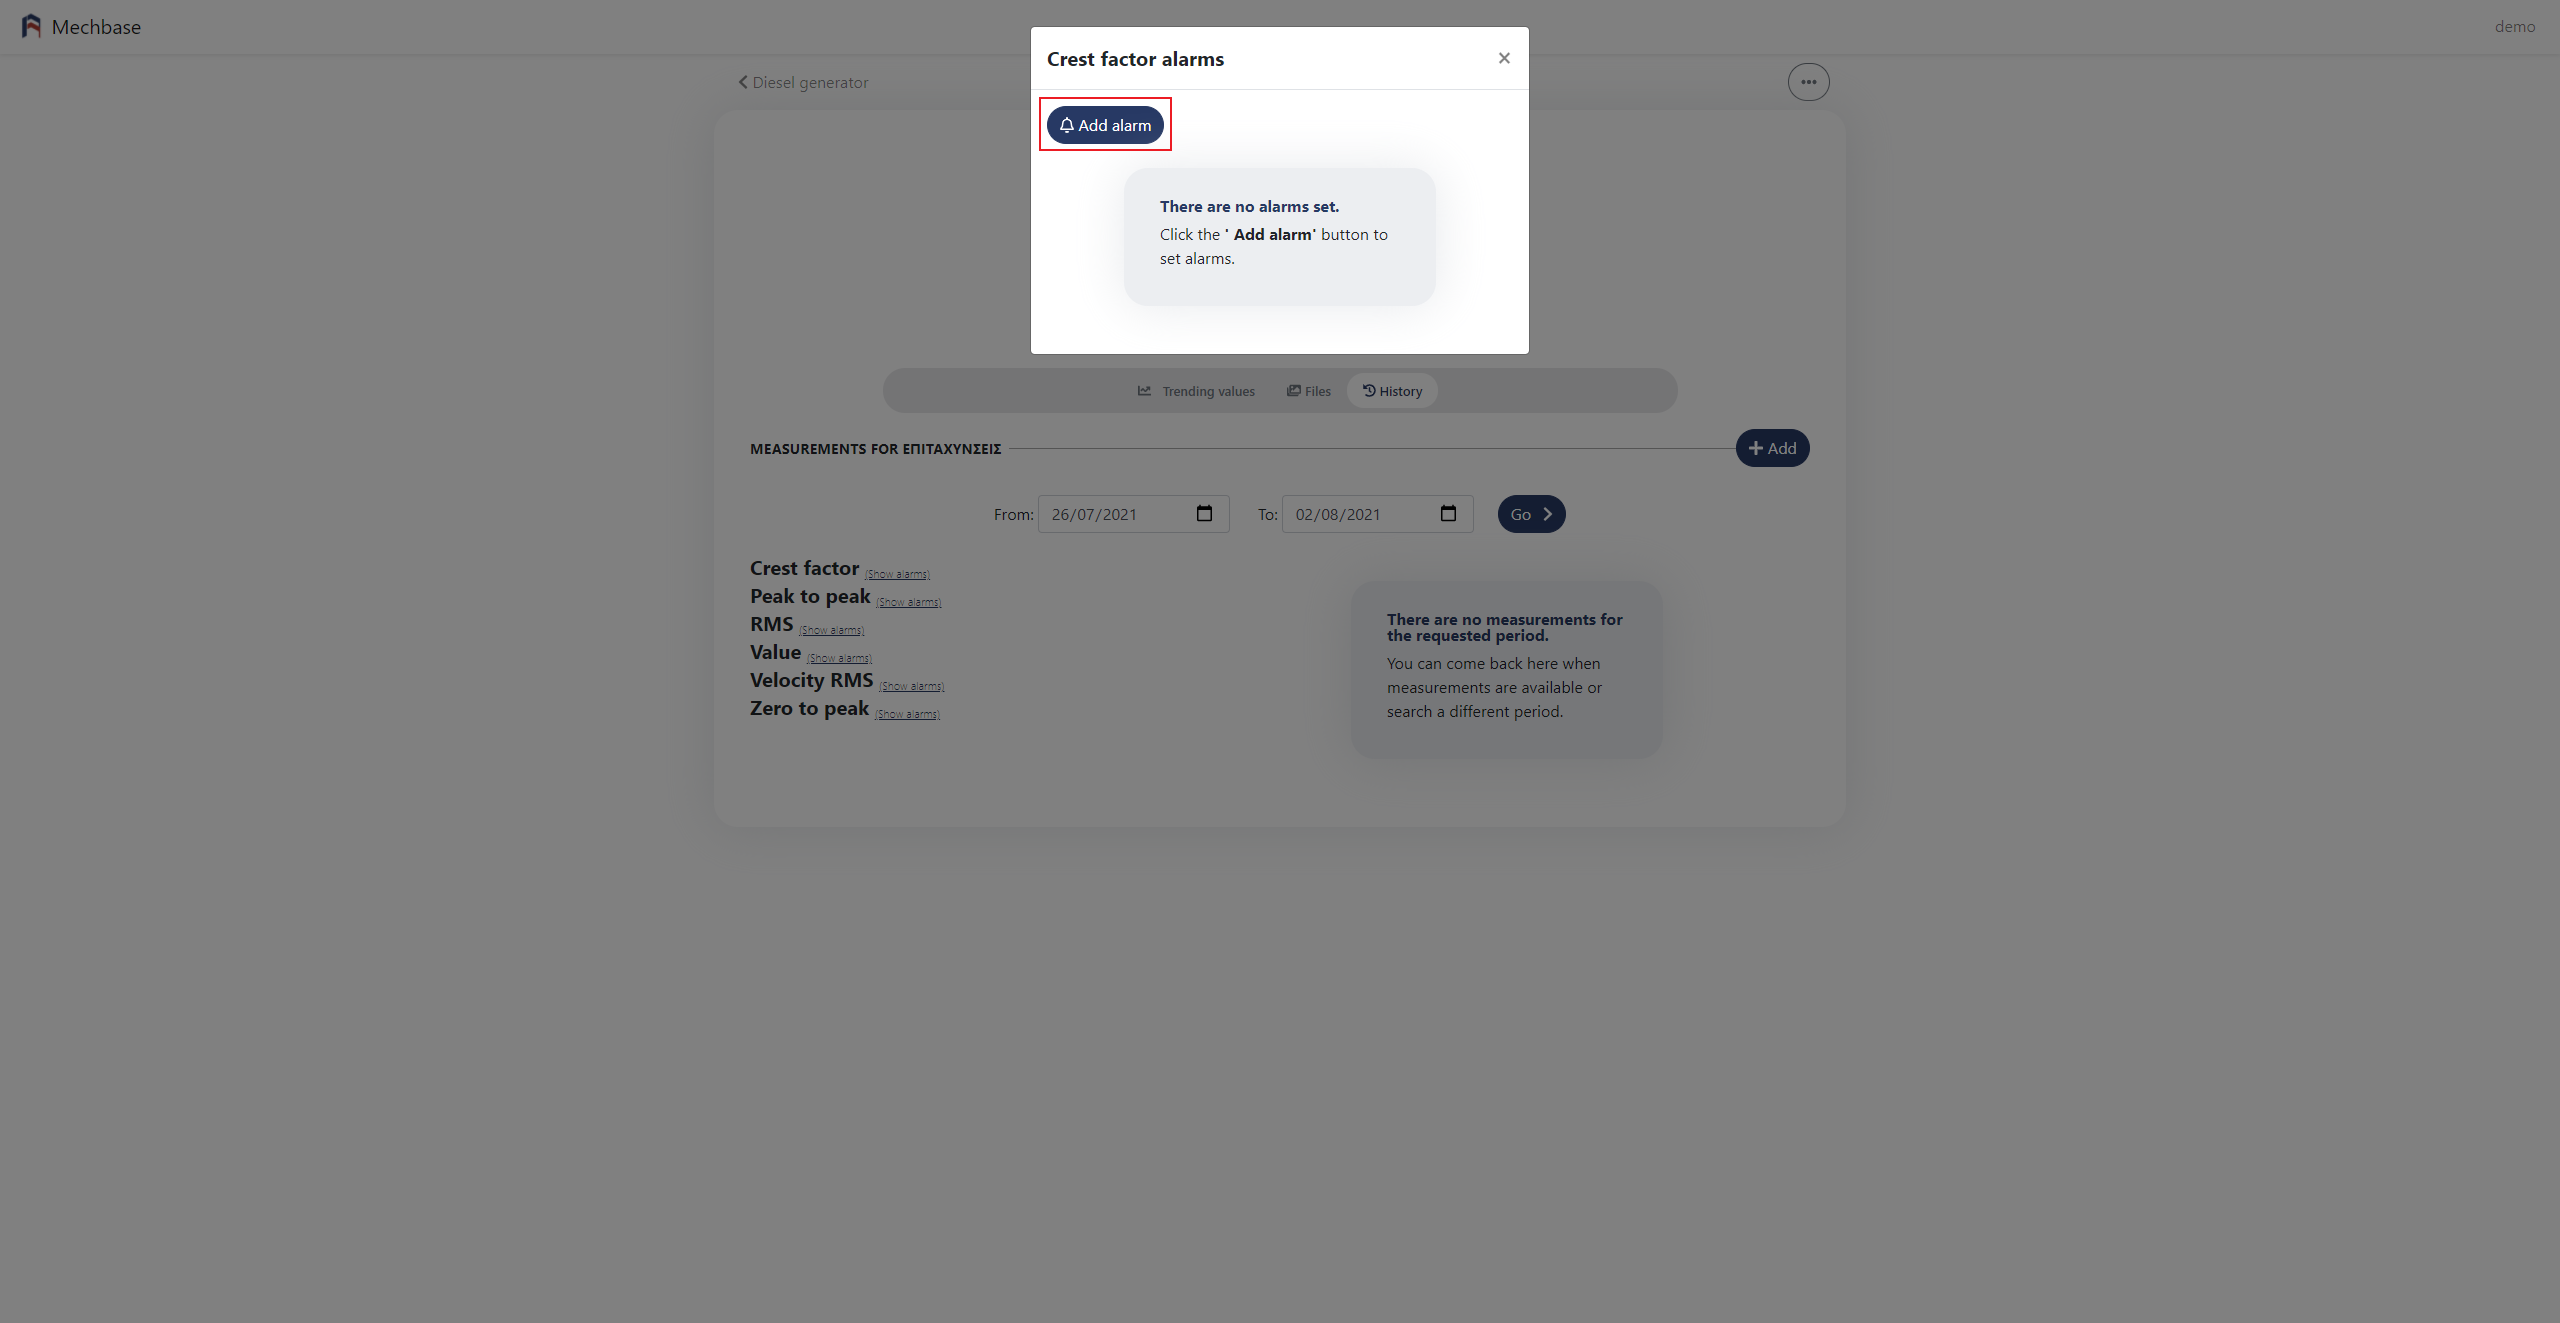 Mechbase
demo
Crest factor alarms
×
Diesel generator
Add alarm
There are no alarms set.
Click the ' Add alarm' button to
set alarms.
Trending values
Files
History
MEASUREMENTS FOR ΕΠΙΤΑΧΥΝΣΕΙΣ
Add
From: 26/07/2021
To: 02/08/2021
Go
Crest factor (Show alarms)
Peak to peak (Show alarms)
RMS (Show alarms)
Value (Show alarms)
Velocity RMS (Show alarms)
Zero to peak (Show alarms)
There are no measurements for
the requested period.
You can come back here when
measurements are available or
search a different period.